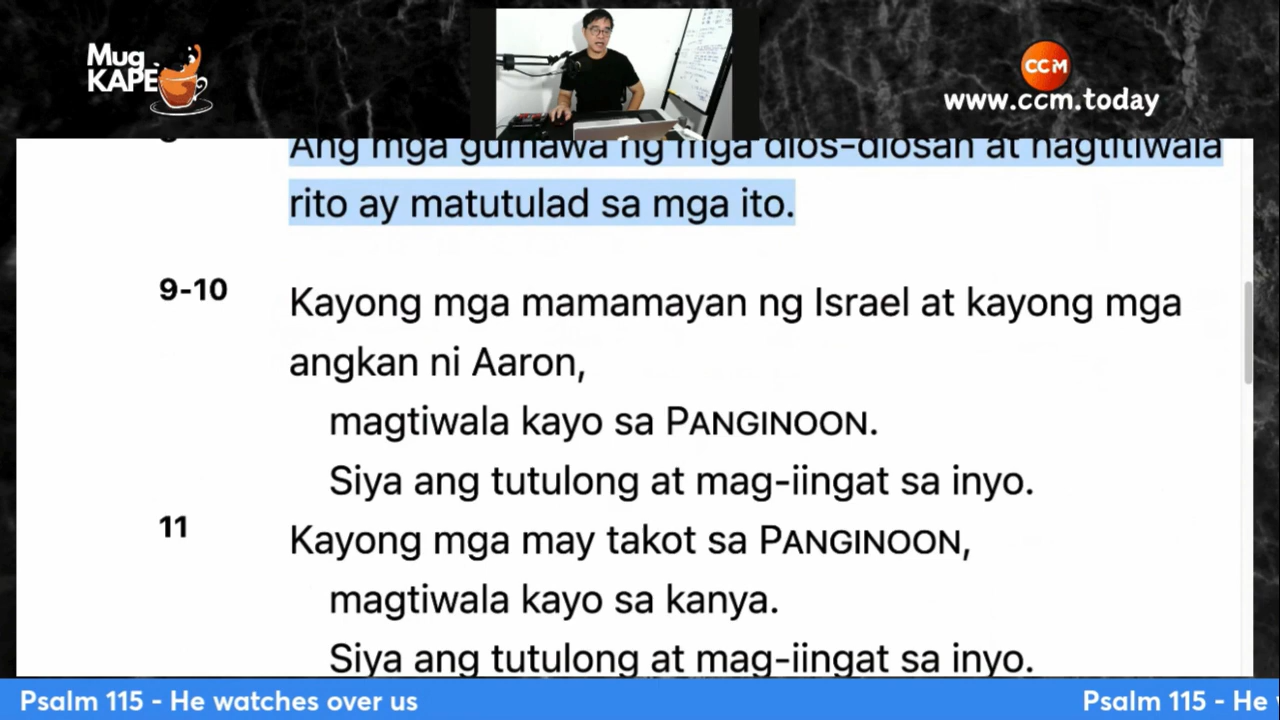 Mug
KAPE
CCM
www.ccm.today
Ang mga gumawa ng mga dios-diosan at nagtitiwala
rito ay matutulad sa mga ito.
9-10
Kayong mga mamamayan ng Israel at kayong mga
angkan ni Aaron,
magtiwala kayo sa PANGINOON.
Siya ang tutulong at mag-iingat sa inyo.
11
Kayong mga may takot sa PANGINOON,
magtiwala kayo sa kanya.
Siya ang tutulong at mag-iingat sa inyo.
Psalm 115 - He watches over us
Psalm 115 - He